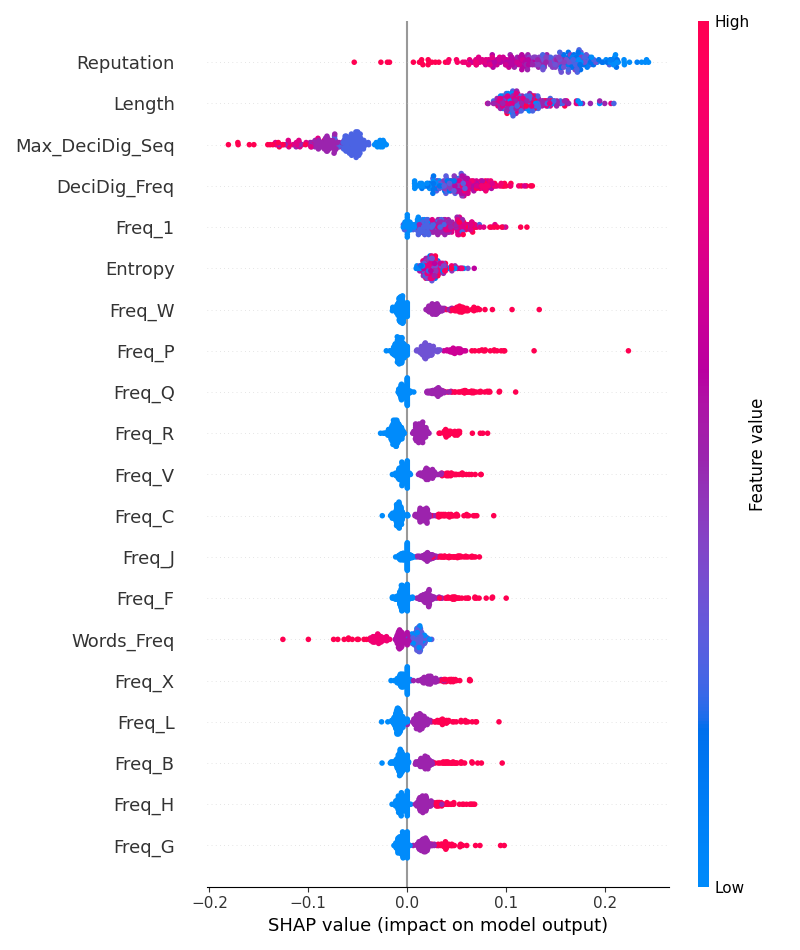 High
Reputation
Length
Max_DeciDig_Seq
DeciDig_Freq
Freq_1
Entropy
Freq_W
Freq_P
Freq_Q
Freq_R
Freq_V
Freq_C
Freq_J
Freq_F
Words_Freq
Freq_X
Freq_L
Freq_B
Freq_H
Freq_G
Feature value
Low
−0.2 −0.1 0.0 0.1 0.2
SHAP value (impact on model output)